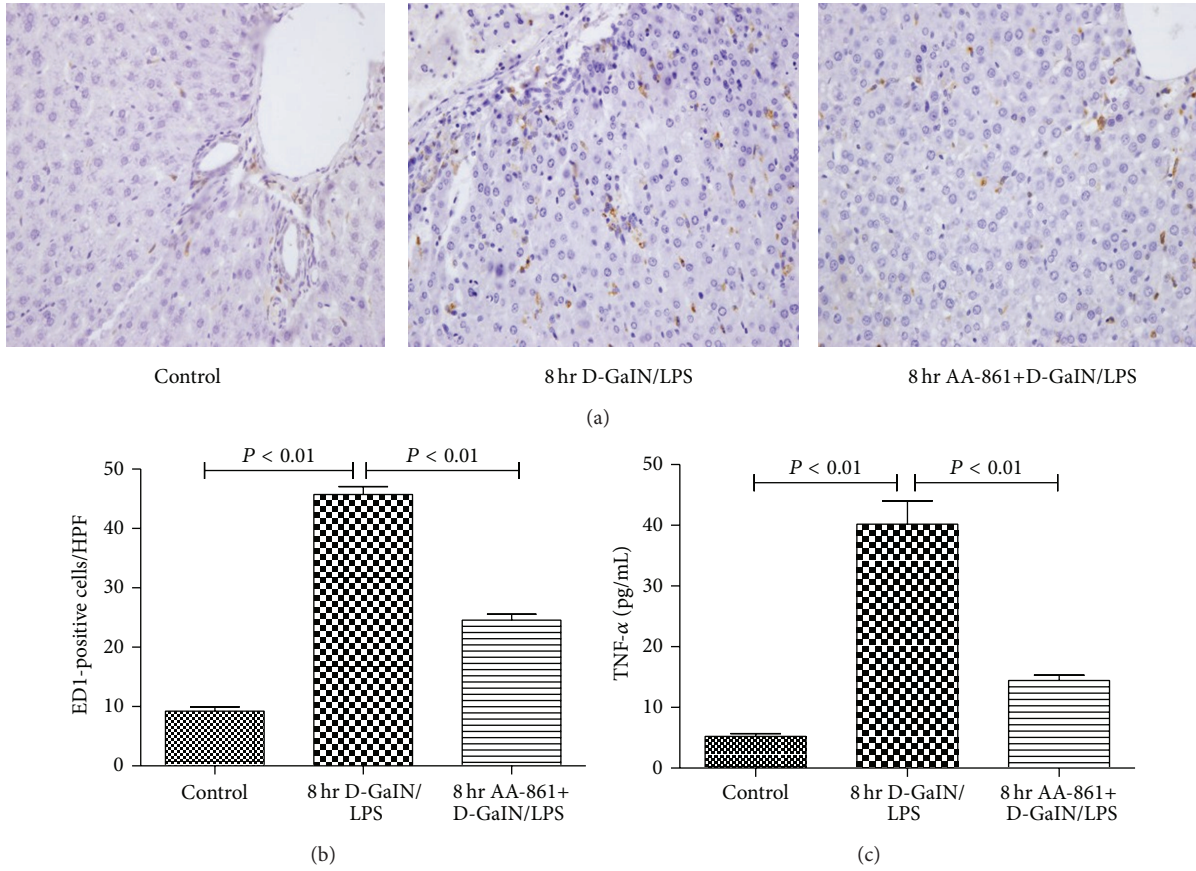 Control
8 hr D-GaIN/LPS
8 hr AA-861+D-GaIN/LPS
(a)
P < 0.01
P < 0.01
50
40
30
20
10
0
ED1-positive cells/HPF
Control
8 hr D-GaIN/
LPS
8 hr AA-861+
D-GaIN/LPS
(b)
P < 0.01
P < 0.01
50
40
30
20
10
0
TNF-α (pg/mL)
Control
8 hr D-GaIN/
LPS
8 hr AA-861+
D-GaIN/LPS
(c)